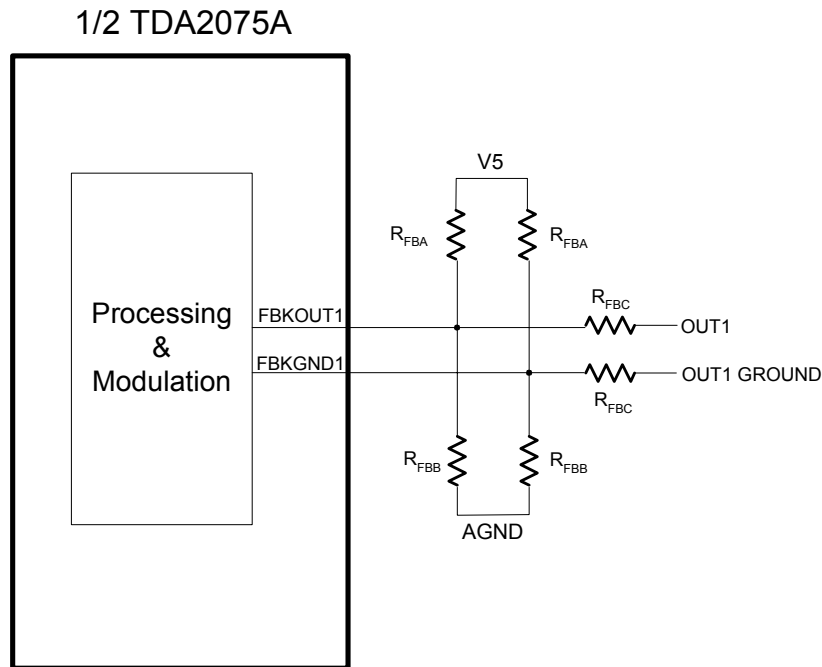 1/2 TDA2075A
V5
RFBA
RFBA
Processing
&
Modulation
FBKOUT1
FBKGND1
RFBC
OUT1
OUT1 GROUND
RFBC
RFBB
RFBB
AGND